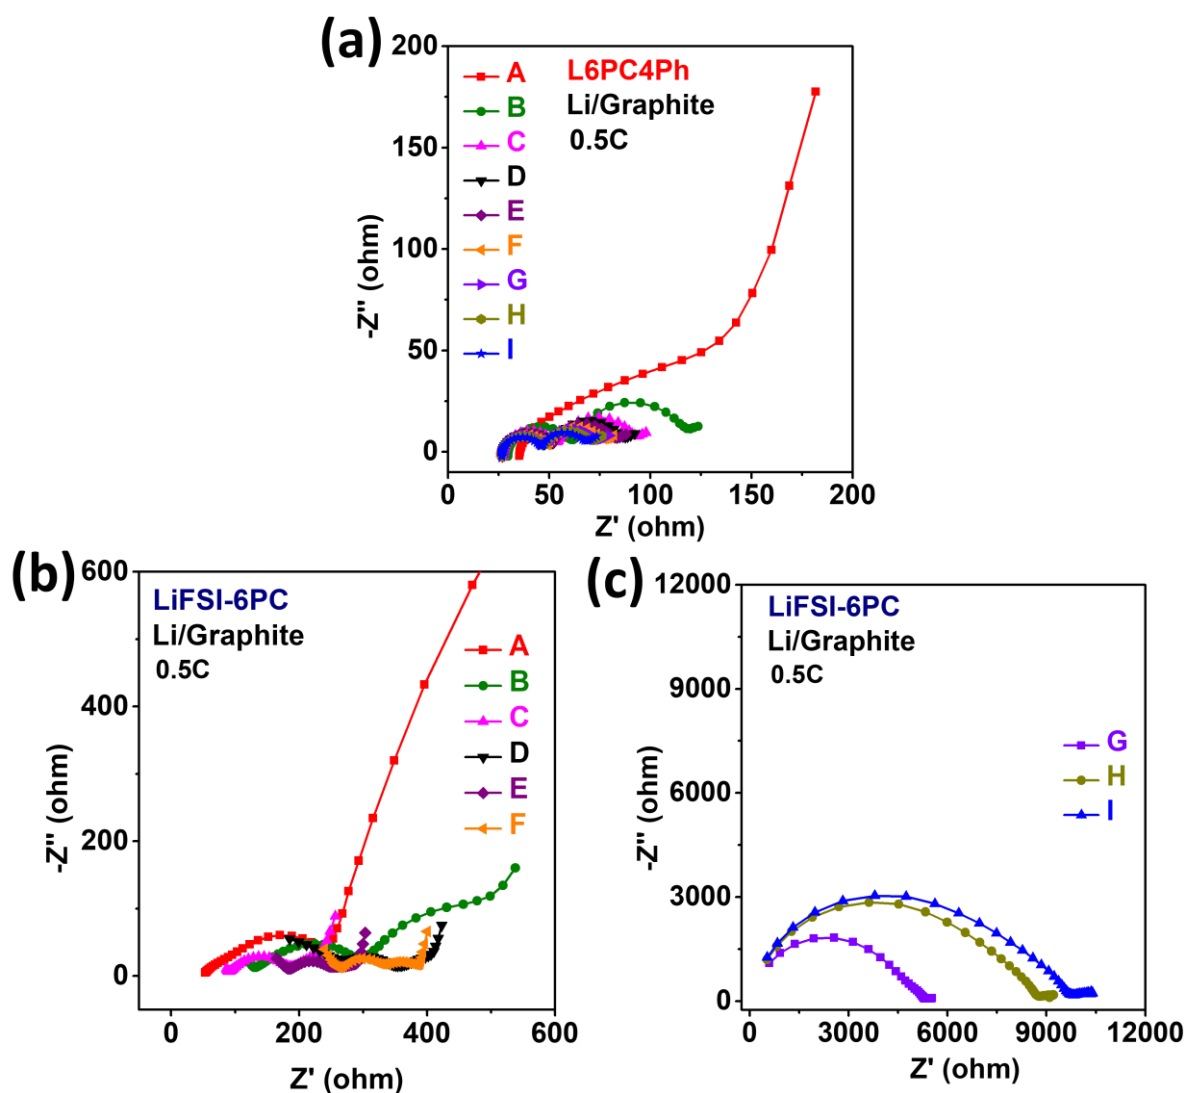 (a)
200
150
100
50
0
-Z'' (ohm)
A
B
C
D
E
F
G
H
I
L6PC4Ph
Li/Graphite
0.5C
0 50 100 150 200
Z' (ohm)
(b)
600
400
200
0
-Z'' (ohm)
LiFSI-6PC
Li/Graphite
0.5C
A
B
C
D
E
F
0 200 400 600
Z' (ohm)
(c)
12000
9000
6000
3000
0
-Z'' (ohm)
LiFSI-6PC
Li/Graphite
0.5C
G
H
I
0 3000 6000 9000 12000
Z' (ohm)